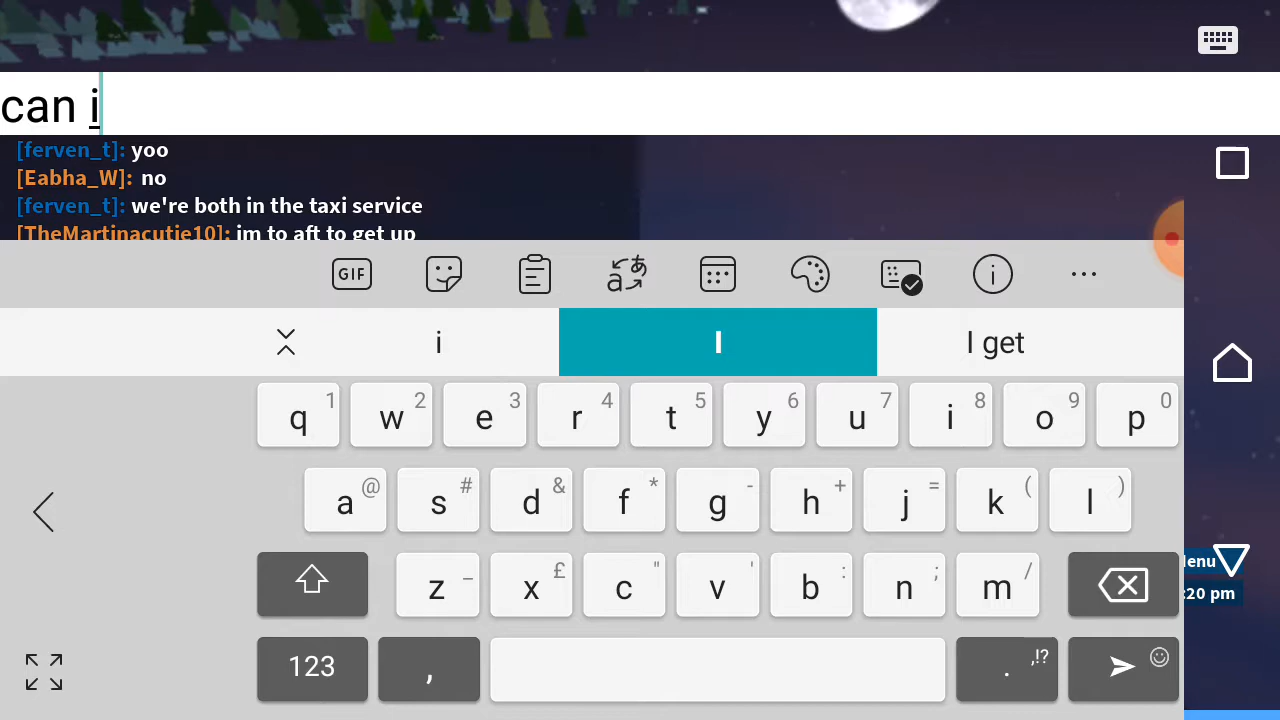 can i
[ferven_t]: yoo
[Eabha_W]: no
[ferven_t]: we're both in the taxi service
[TheMartinacutie10]: im to aft to get up
GIF
i I I get
q 1 w 2 e 3 r 4 t 5 y 6 u 7 i 8 o 9 p 0
a @ s # d & f * g - h + j = k ( l )
z _ x £ c " v ' b : n ; m /
enu
:20 pm
123 , . ,!?